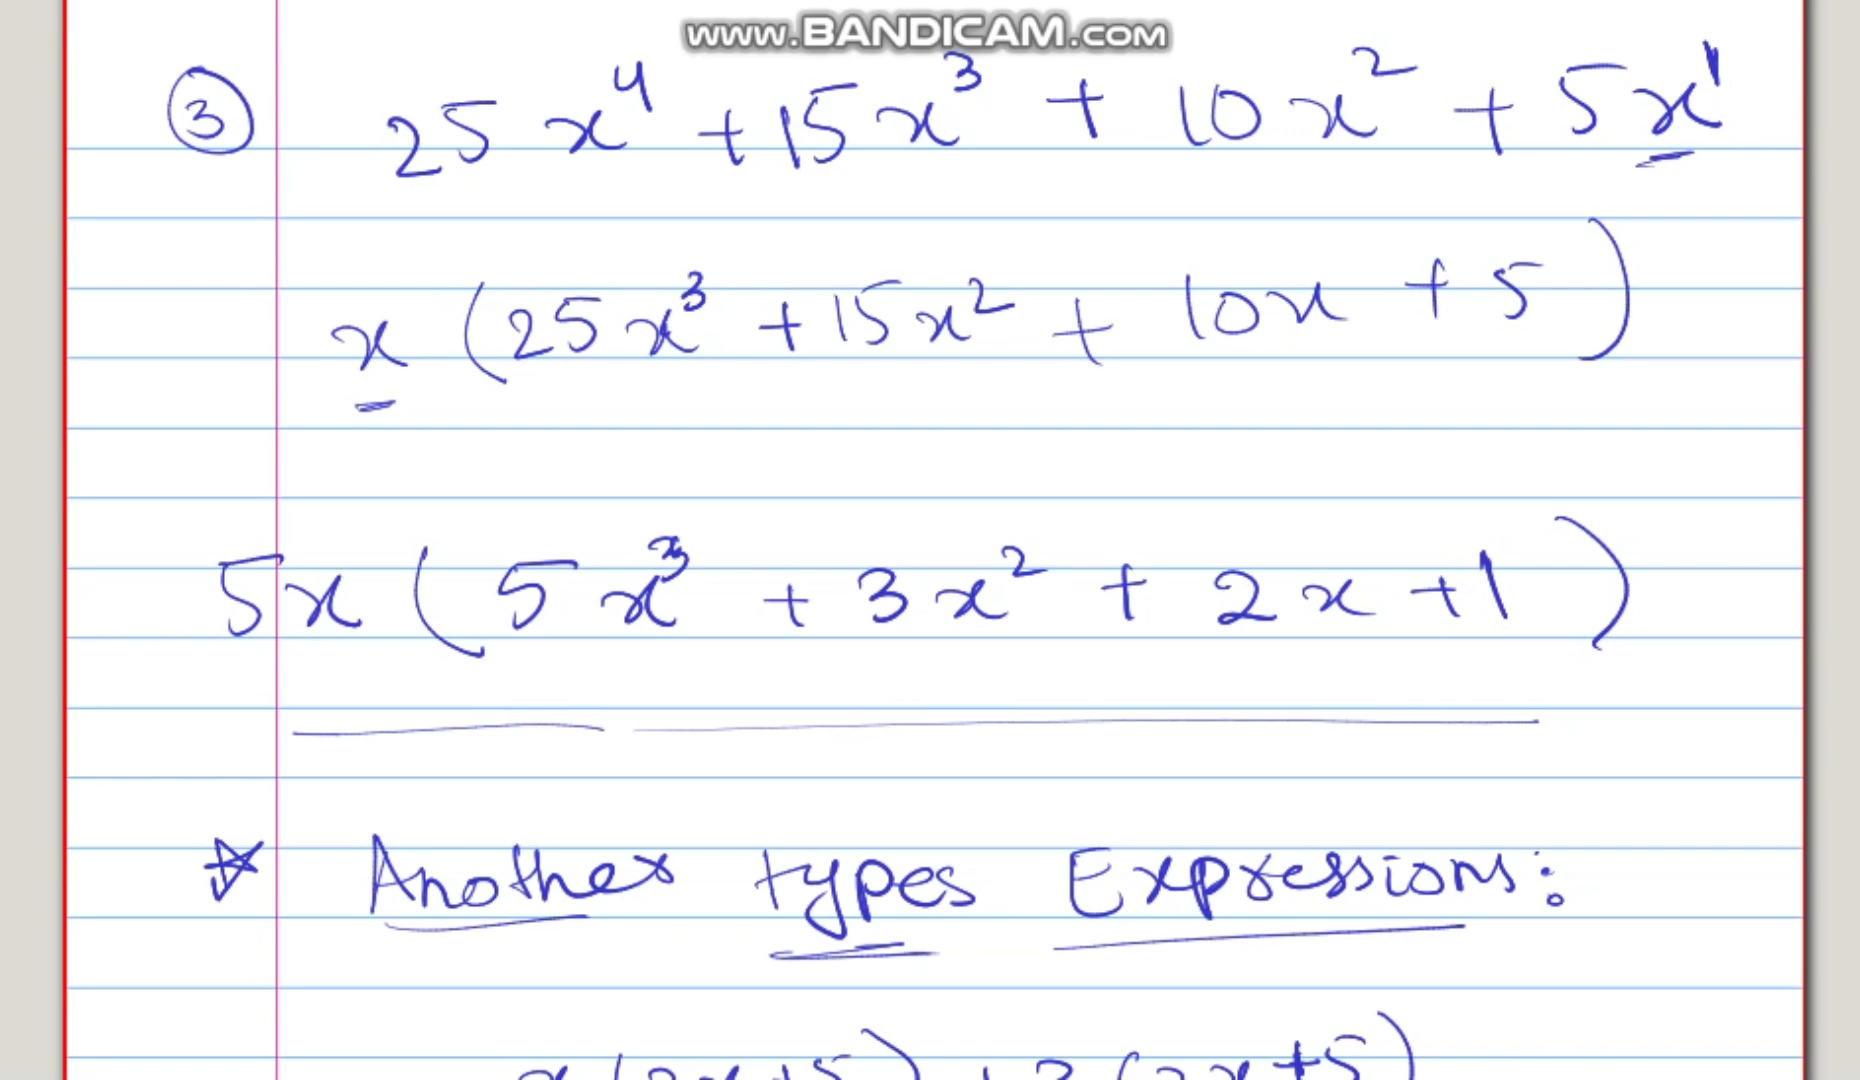 www.BANDICAM.com
③ 25x⁴ + 15x³ + 10x² + 5x¹
x (25x³ + 15x² + 10x + 5)
5x (5x³ + 3x² + 2x + 1)
☆ Another types Expressions: